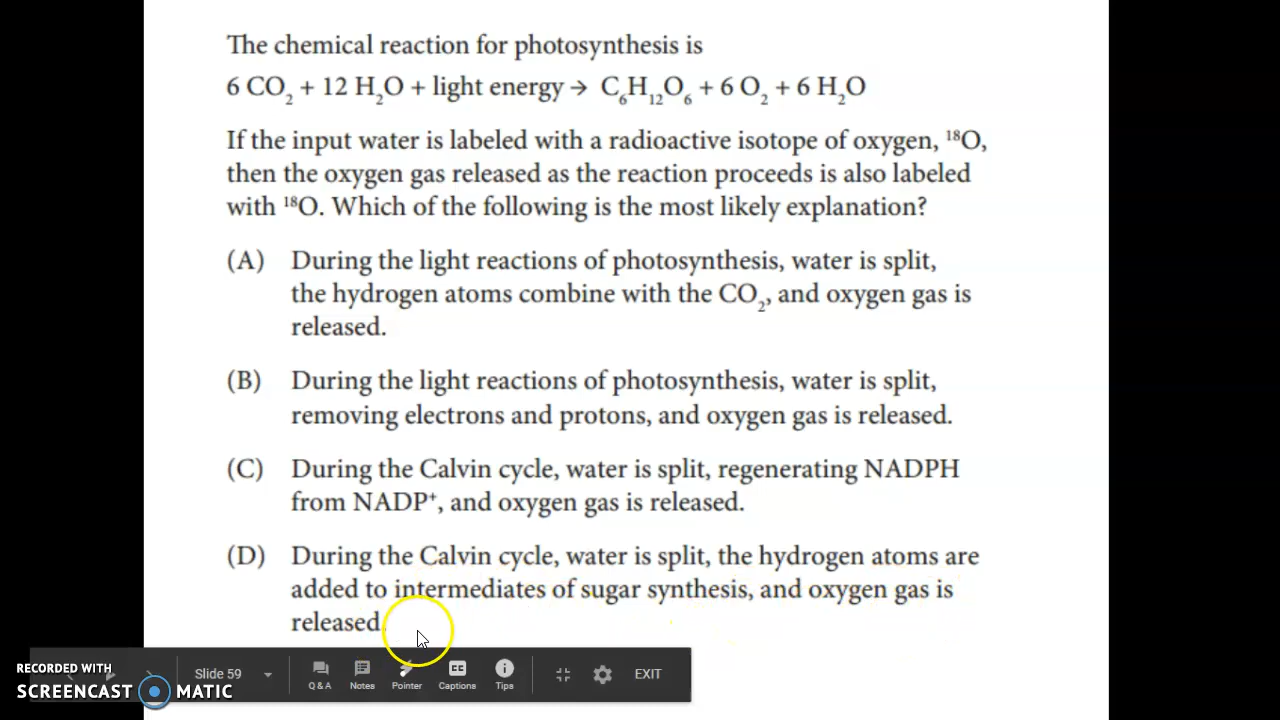 The chemical reaction for photosynthesis is
6 CO₂ + 12 H₂O + light energy → C₆H₁₂O₆ + 6 O₂ + 6 H₂O
If the input water is labeled with a radioactive isotope of oxygen, ¹⁸O,
then the oxygen gas released as the reaction proceeds is also labeled
with ¹⁸O. Which of the following is the most likely explanation?
(A) During the light reactions of photosynthesis, water is split,
the hydrogen atoms combine with the CO₂, and oxygen gas is
released.
(B) During the light reactions of photosynthesis, water is split,
removing electrons and protons, and oxygen gas is released.
(C) During the Calvin cycle, water is split, regenerating NADPH
from NADP⁺, and oxygen gas is released.
(D) During the Calvin cycle, water is split, the hydrogen atoms are
added to intermediates of sugar synthesis, and oxygen gas is
released.
RECORDED WITH
SCREENCAST MATIC
Slide 59
Q & A
Notes
Pointer
CC
Captions
Tips
EXIT